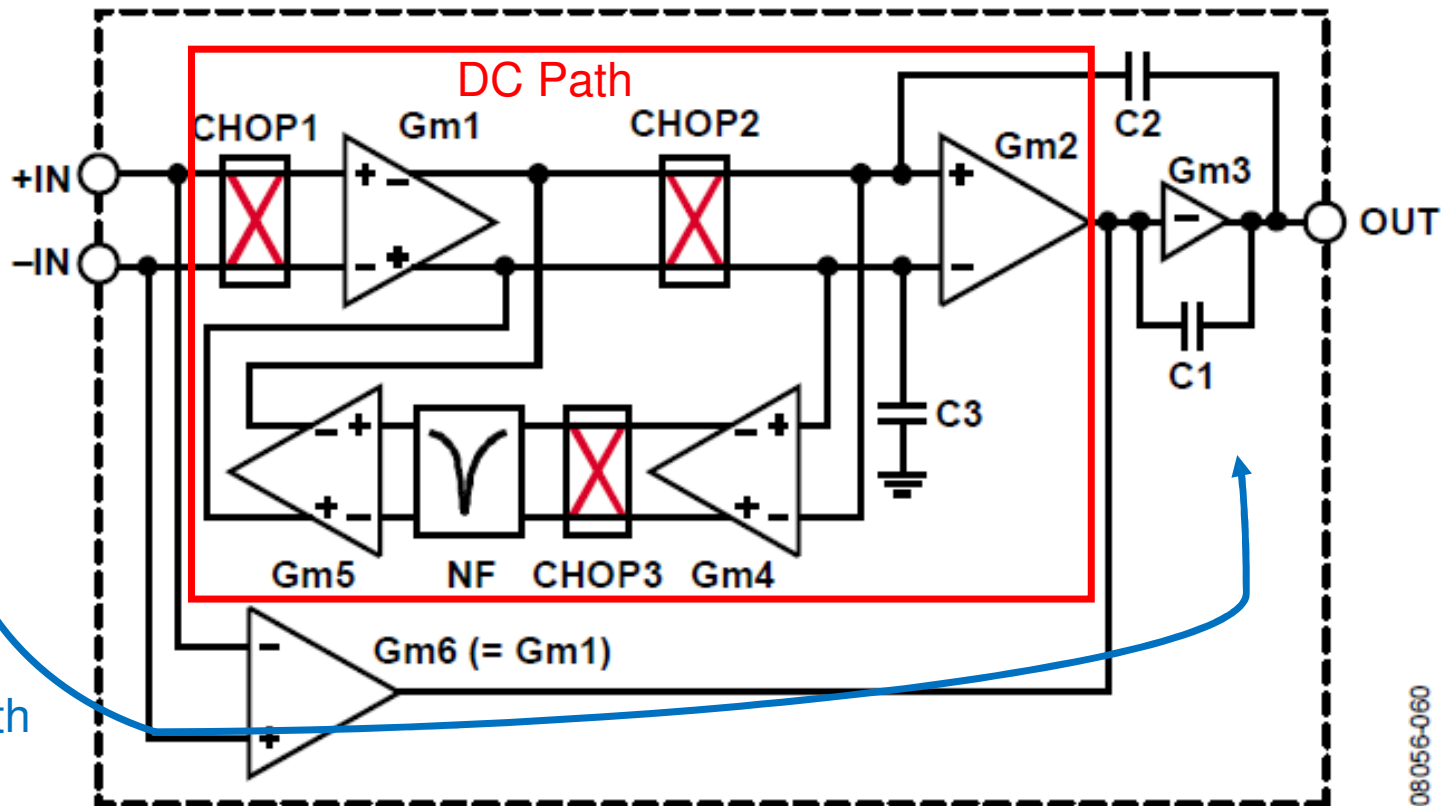 DC Path
CHOP1
Gm1
CHOP2
C2
Gm2
Gm3
+IN
+ −
+
−
OUT
−IN
− +
−
C1
− +
− +
C3
+ −
+ −
Gm5
NF
CHOP3
Gm4
−
Gm6 (= Gm1)
th
+
08056-060